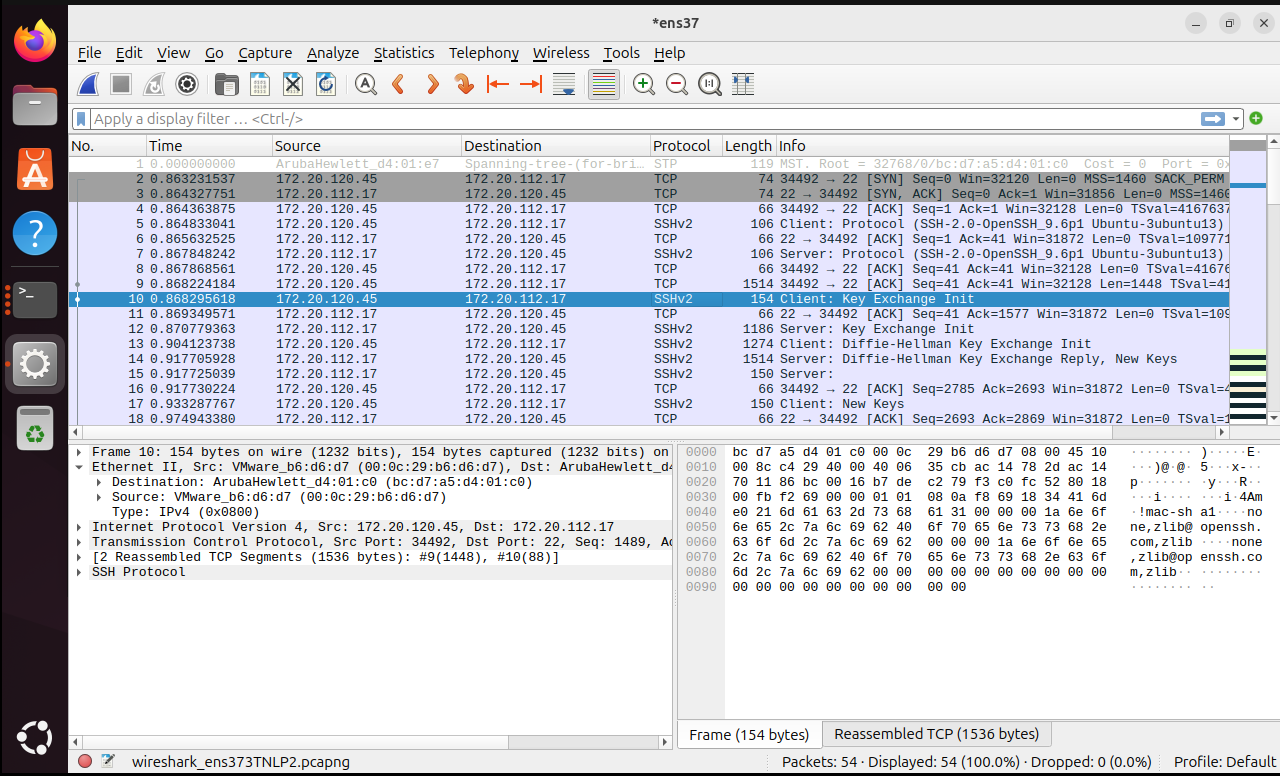 *ens37
File Edit View Go Capture Analyze Statistics Telephony Wireless Tools Help
Apply a display filter … <Ctrl-/>
No. Time Source Destination Protocol Length Info
1 0.000000000 ArubaHewlett_d4:01:e7 Spanning-tree-(for-bri… STP 119 MST. Root = 32768/0/bc:d7:a5:d4:01:c0 Cost = 0 Port = 0x
2 0.863231537 172.20.120.45 172.20.112.17 TCP 74 34492 → 22 [SYN] Seq=0 Win=32120 Len=0 MSS=1460 SACK_PERM
3 0.864327751 172.20.112.17 172.20.120.45 TCP 74 22 → 34492 [SYN, ACK] Seq=0 Ack=1 Win=31856 Len=0 MSS=1460
4 0.864363875 172.20.120.45 172.20.112.17 TCP 66 34492 → 22 [ACK] Seq=1 Ack=1 Win=32128 Len=0 TSval=4167637
5 0.864833041 172.20.120.45 172.20.112.17 SSHv2 106 Client: Protocol (SSH-2.0-OpenSSH_9.6p1 Ubuntu-3ubuntu13)
6 0.865632525 172.20.112.17 172.20.120.45 TCP 66 22 → 34492 [ACK] Seq=1 Ack=41 Win=31872 Len=0 TSval=109771
7 0.867848242 172.20.112.17 172.20.120.45 SSHv2 106 Server: Protocol (SSH-2.0-OpenSSH_9.6p1 Ubuntu-3ubuntu13)
8 0.867868561 172.20.120.45 172.20.112.17 TCP 66 34492 → 22 [ACK] Seq=41 Ack=41 Win=32128 Len=0 TSval=41676
9 0.868224184 172.20.120.45 172.20.112.17 TCP 1514 34492 → 22 [ACK] Seq=41 Ack=41 Win=32128 Len=1448 TSval=41
10 0.868295618 172.20.120.45 172.20.112.17 SSHv2 154 Client: Key Exchange Init
11 0.869349571 172.20.112.17 172.20.120.45 TCP 66 22 → 34492 [ACK] Seq=41 Ack=1577 Win=31872 Len=0 TSval=109
12 0.870779363 172.20.112.17 172.20.120.45 SSHv2 1186 Server: Key Exchange Init
13 0.904123738 172.20.120.45 172.20.112.17 SSHv2 1274 Client: Diffie-Hellman Key Exchange Init
14 0.917705928 172.20.112.17 172.20.120.45 SSHv2 1514 Server: Diffie-Hellman Key Exchange Reply, New Keys
15 0.917725039 172.20.112.17 172.20.120.45 SSHv2 150 Server:
16 0.917730224 172.20.120.45 172.20.112.17 TCP 66 34492 → 22 [ACK] Seq=2785 Ack=2693 Win=31872 Len=0 TSval=4
17 0.933287767 172.20.120.45 172.20.112.17 SSHv2 150 Client: New Keys
18 0.974943380 172.20.112.17 172.20.120.45 TCP 66 22 → 34492 [ACK] Seq=2693 Ack=2869 Win=31872 Len=0 TSval=1
Frame 10: 154 bytes on wire (1232 bits), 154 bytes captured (1232 bits) on
Ethernet II, Src: VMware_b6:d6:d7 (00:0c:29:b6:d6:d7), Dst: ArubaHewlett_d4
Destination: ArubaHewlett_d4:01:c0 (bc:d7:a5:d4:01:c0)
Source: VMware_b6:d6:d7 (00:0c:29:b6:d6:d7)
Type: IPv4 (0x0800)
Internet Protocol Version 4, Src: 172.20.120.45, Dst: 172.20.112.17
Transmission Control Protocol, Src Port: 34492, Dst Port: 22, Seq: 1489, Ac
[2 Reassembled TCP Segments (1536 bytes): #9(1448), #10(88)]
SSH Protocol
0000 bc d7 a5 d4 01 c0 00 0c 29 b6 d6 d7 08 00 45 10 ········ )·····E·
0010 00 8c c4 29 40 00 40 06 35 cb ac 14 78 2d ac 14 ···)@·@· 5···x-··
0020 70 11 86 bc 00 16 b7 de c2 79 f3 c0 fc 52 80 18 p······· ·y···R··
0030 00 fb f2 69 00 00 01 01 08 0a f8 69 18 34 41 6d ···i···· ···i·4Am
0040 e0 21 6d 61 63 2d 73 68 61 31 00 00 00 1a 6e 6f ·!mac-sh a1····no
0050 6e 65 2c 7a 6c 69 62 40 6f 70 65 6e 73 73 68 2e ne,zlib@ openssh.
0060 63 6f 6d 2c 7a 6c 69 62 00 00 00 1a 6e 6f 6e 65 com,zlib ····none
0070 2c 7a 6c 69 62 40 6f 70 65 6e 73 73 68 2e 63 6f ,zlib@op enssh.co
0080 6d 2c 7a 6c 69 62 00 00 00 00 00 00 00 00 00 00 m,zlib·· ········
0090 00 00 00 00 00 00 00 00 00 00 ········ ··
Frame (154 bytes) Reassembled TCP (1536 bytes)
wireshark_ens373TNLP2.pcapng Packets: 54 · Displayed: 54 (100.0%) · Dropped: 0 (0.0%) Profile: Default